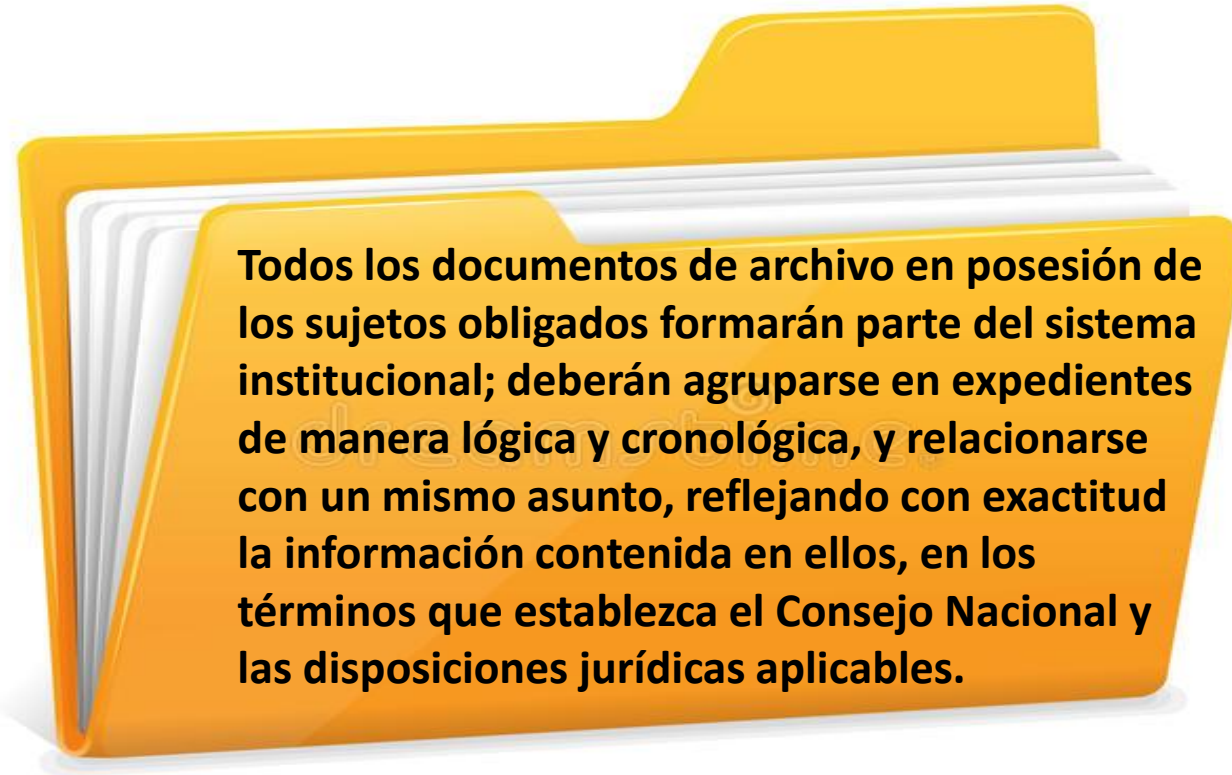 Todos los documentos de archivo en posesión de
los sujetos obligados formarán parte del sistema
institucional; deberán agruparse en expedientes
de manera lógica y cronológica, y relacionarse
con un mismo asunto, reflejando con exactitud
la información contenida en ellos, en los
términos que establezca el Consejo Nacional y
las disposiciones jurídicas aplicables.
dreamstime